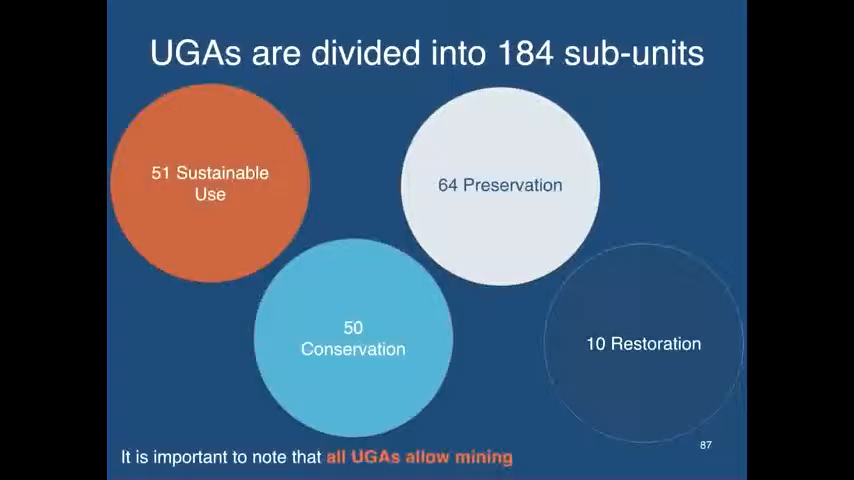 UGAs are divided into 184 sub-units
51 Sustainable
Use
64 Preservation
50
Conservation
10 Restoration
87
It is important to note that all UGAs allow mining